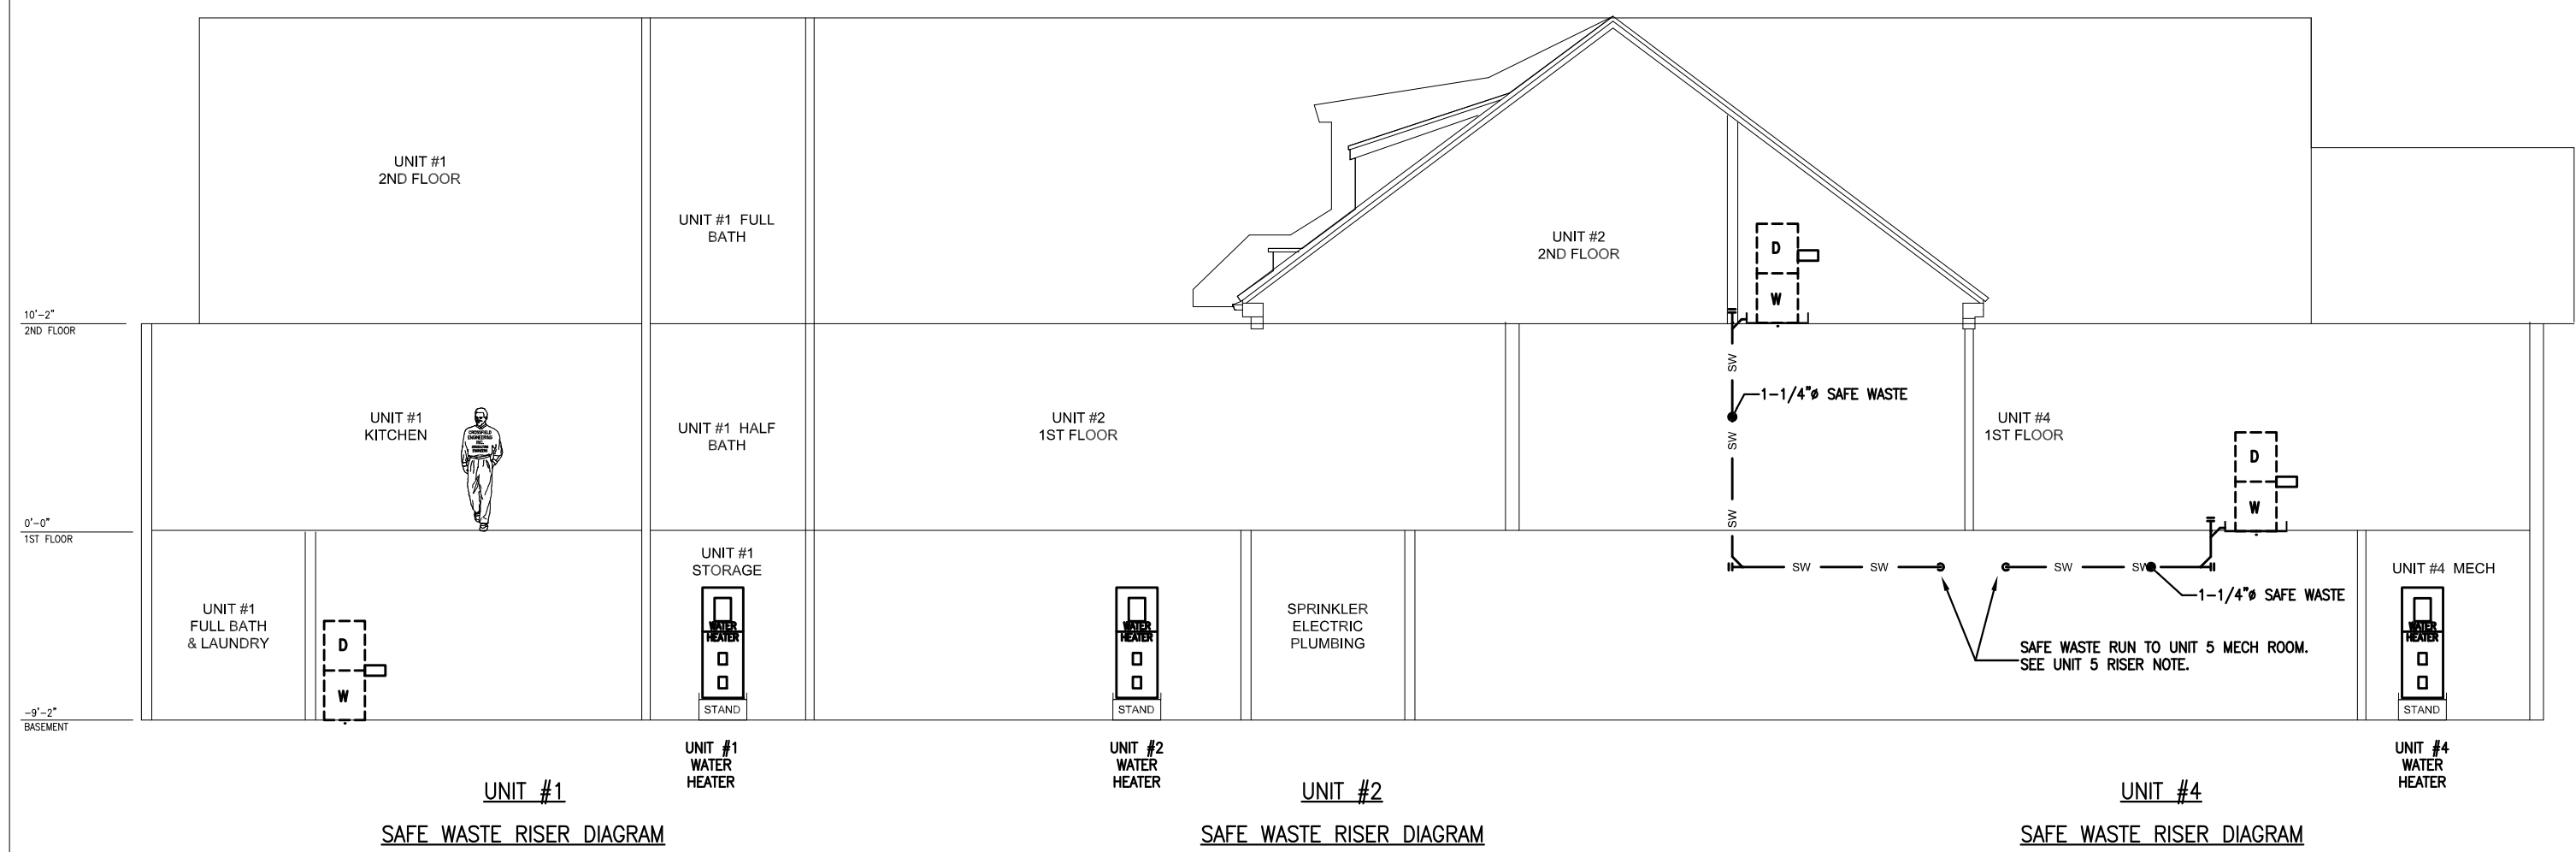 UNIT #1
2ND FLOOR
UNIT #1 FULL
BATH
UNIT #2
2ND FLOOR
D
W
10'-2"
2ND FLOOR
UNIT #1
KITCHEN
CROSSFIELD
ENGINEERING
INC.
UNIT #1 HALF
BATH
UNIT #2
1ST FLOOR
SW
1-1/4"ø SAFE WASTE
SW
SW
UNIT #4
1ST FLOOR
D
W
0'-0"
1ST FLOOR
UNIT #1
FULL BATH
& LAUNDRY
D
W
UNIT #1
STORAGE
WATER
HEATER
STAND
WATER
HEATER
STAND
SPRINKLER
ELECTRIC
PLUMBING
SW
SW
SW
SW
1-1/4"ø SAFE WASTE
SAFE WASTE RUN TO UNIT 5 MECH ROOM.
SEE UNIT 5 RISER NOTE.
UNIT #4 MECH
WATER
HEATER
STAND
-9'-2"
BASEMENT
UNIT #1
WATER
HEATER
UNIT #2
WATER
HEATER
UNIT #4
WATER
HEATER
UNIT #1
SAFE WASTE RISER DIAGRAM
UNIT #2
SAFE WASTE RISER DIAGRAM
UNIT #4
SAFE WASTE RISER DIAGRAM